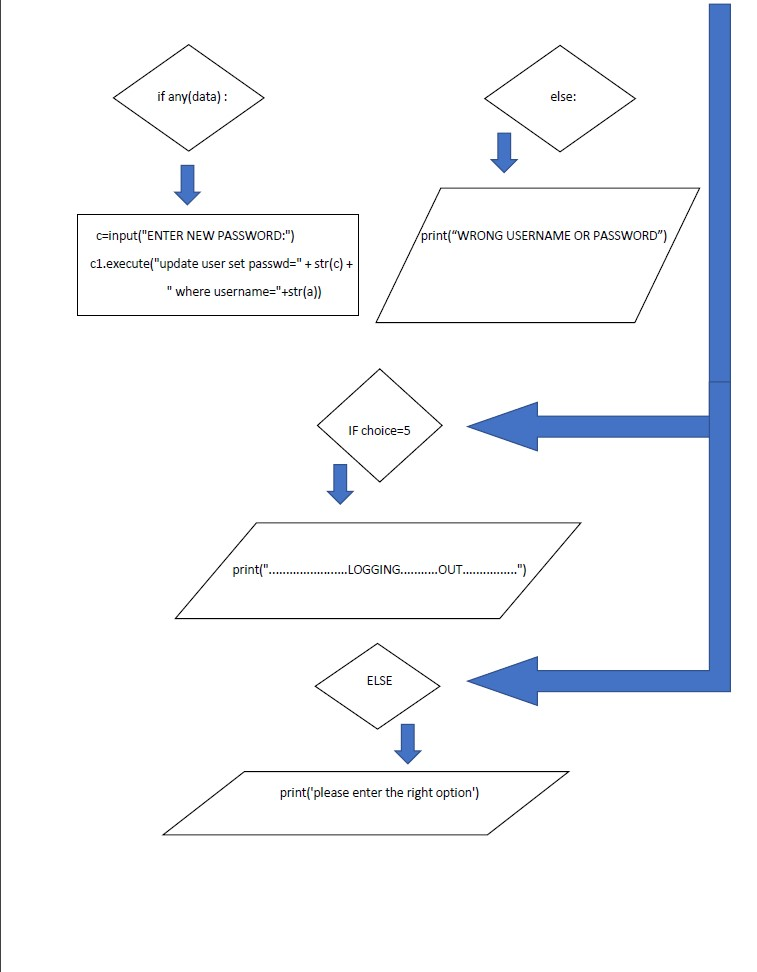 if any(data) :
else:
c=input("ENTER NEW PASSWORD:")
c1.execute("update user set passwd=" + str(c) +
" where username="+str(a))
print(“WRONG USERNAME OR PASSWORD”)
IF choice=5
print(".......................LOGGING...........OUT................")
ELSE
print('please enter the right option')